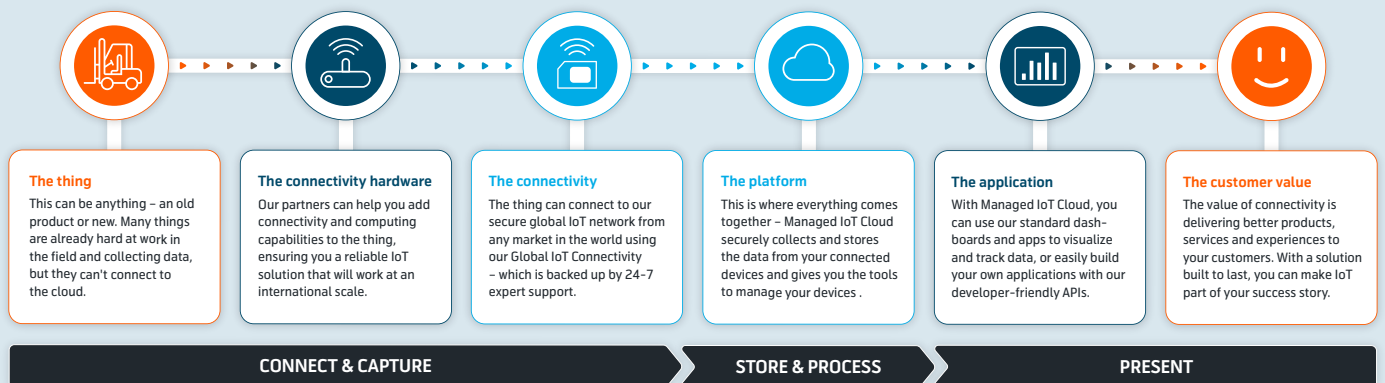 The thing
This can be anything – an old
product or new. Many things
are already hard at work in
the field and collecting data,
but they can't connect to
the cloud.
The connectivity hardware
Our partners can help you add
connectivity and computing
capabilities to the thing,
ensuring you a reliable IoT
solution that will work at an
international scale.
The connectivity
The thing can connect to our
secure global IoT network from
any market in the world using
our Global IoT Connectivity
– which is backed up by 24-7
expert support.
The platform
This is where everything comes
together – Managed IoT Cloud
securely collects and stores
the data from your connected
devices and gives you the tools
to manage your devices .
The application
With Managed IoT Cloud, you
can use our standard dash-
boards and apps to visualize
and track data, or easily build
your own applications with our
developer-friendly APIs.
The customer value
The value of connectivity is
delivering better products,
services and experiences to
your customers. With a solution
built to last, you can make IoT
part of your success story.
CONNECT & CAPTURE
STORE & PROCESS
PRESENT